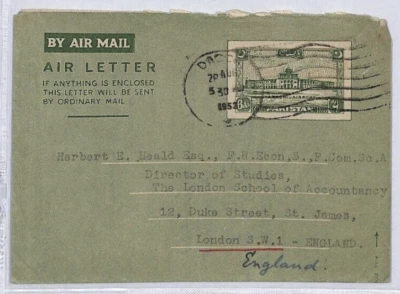 BY AIR MAIL
AIR LETTER
IF ANYTHING IS ENCLOSED
THIS LETTER WILL BE SENT
BY ORDINARY MAIL
5 30
1953
PAKISTAN
Herbert E. Heald Esq., F.R.Econ,S.,F.Com.Sc.A
Director of Studies,
The London School of Accountancy
12, Duke Street, St. James,
London S.W.1 - ENGLAND.
England.